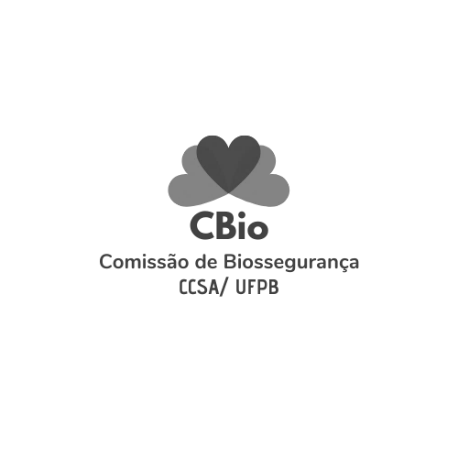 CBio
Comissão de Biossegurança
CCSA/ UFPB